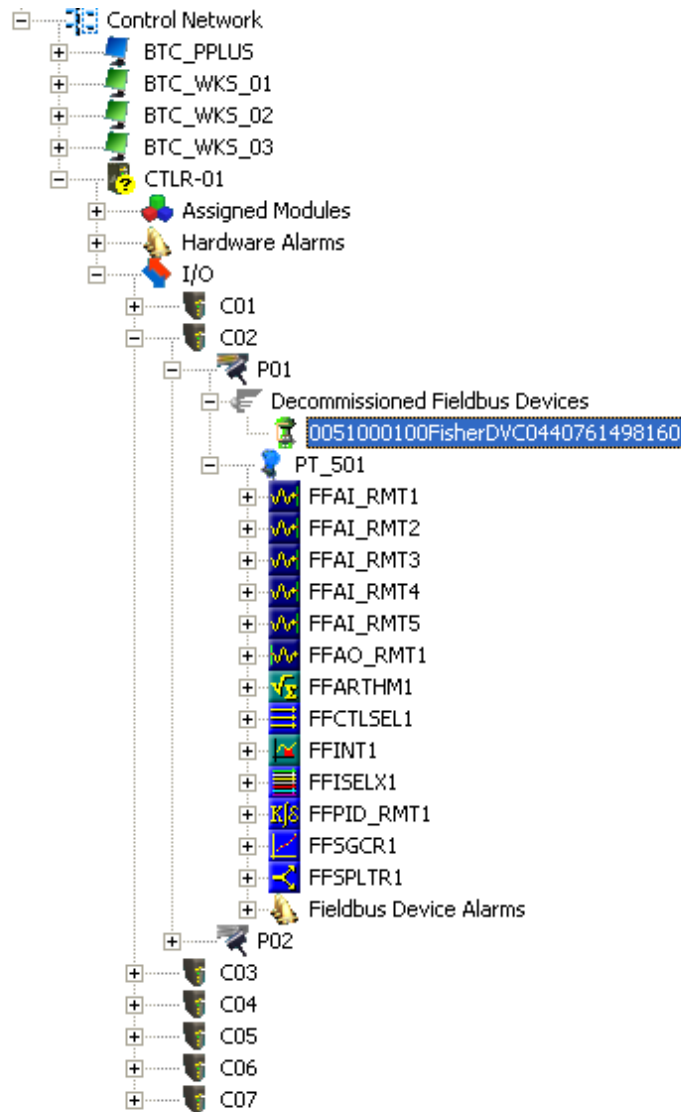 Control Network
BTC_PPLUS
BTC_WKS_01
BTC_WKS_02
BTC_WKS_03
CTLR-01
Assigned Modules
Hardware Alarms
I/O
C01
C02
P01
Decommissioned Fieldbus Devices
0051000100FisherDVC0440761498160
PT_501
FFAI_RMT1
FFAI_RMT2
FFAI_RMT3
FFAI_RMT4
FFAI_RMT5
FFAO_RMT1
FFARTHM1
FFCTLSEL1
FFINT1
FFISELX1
FFPID_RMT1
FFSGCR1
FFSPLTR1
Fieldbus Device Alarms
P02
C03
C04
C05
C06
C07